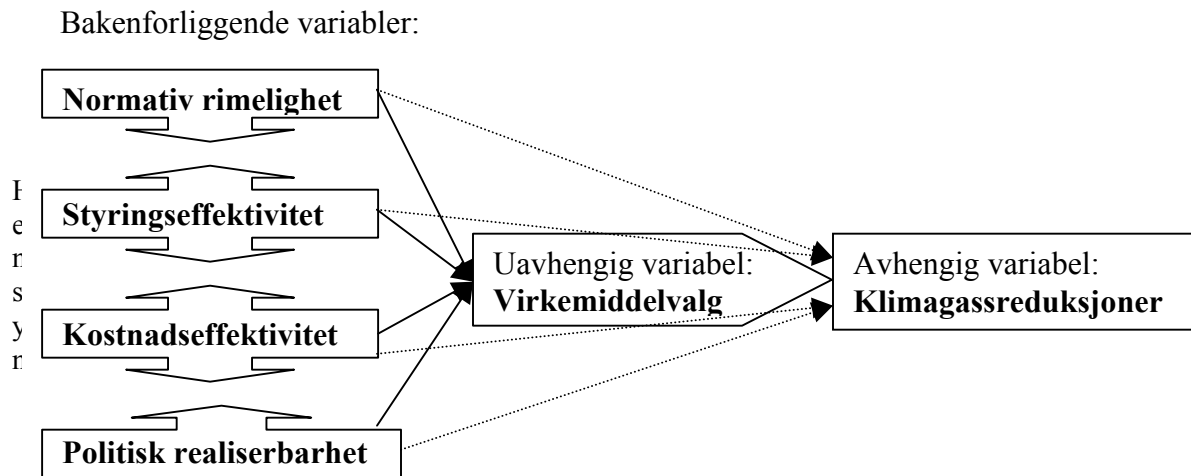 Bakenforliggende variabler:
Normativ rimelighet
Styringseffektivitet
Kostnadseffektivitet
Politisk realiserbarhet
Uavhengig variabel:
Virkemiddelvalg
Avhengig variabel:
Klimagassreduksjoner